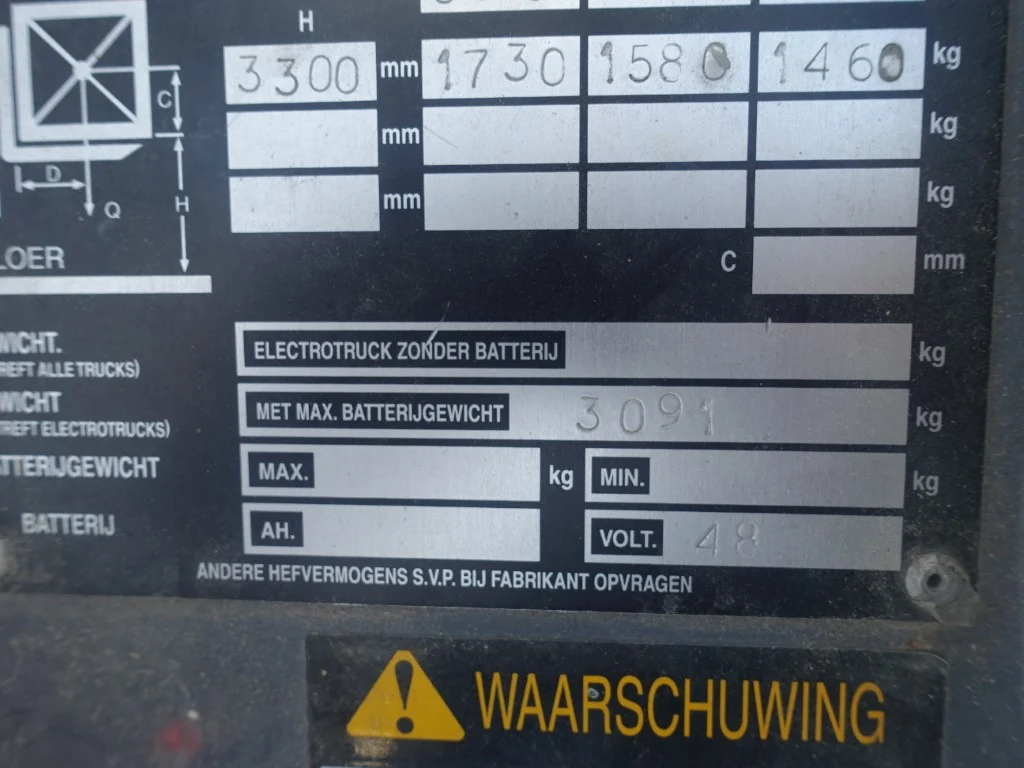 H
3300 mm 1730 1580 1460 kg
mm kg
mm kg
C
D
H
Q
C mm
LOER
WICHT.
REFT ALLE TRUCKS)
ELECTROTRUCK ZONDER BATTERIJ kg
WICHT
TREFT ELECTROTRUCKS)
MET MAX. BATTERIJGEWICHT 3091 kg
TTERIJGEWICHT MAX. kg MIN. kg
BATTERIJ AH. VOLT. 48
ANDERE HEFVERMOGENS S.V.P. BIJ FABRIKANT OPVRAGEN
WAARSCHUWING